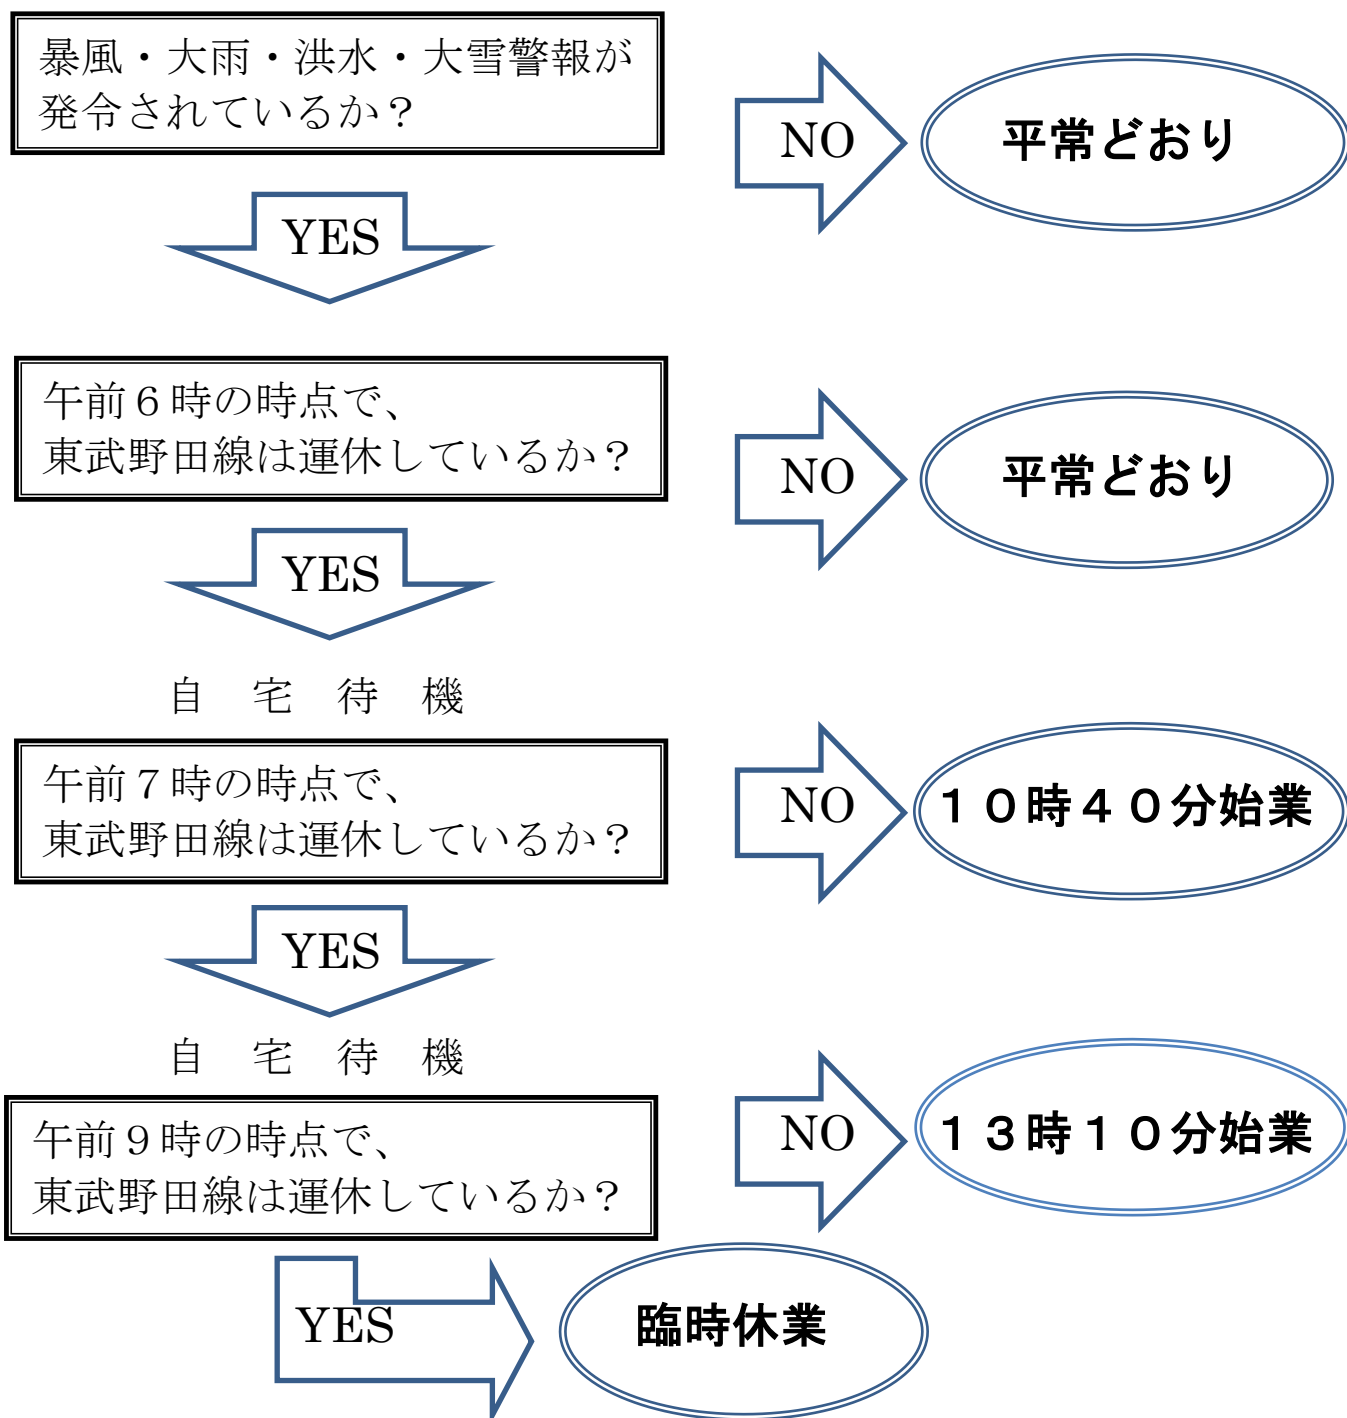 暴風・大雨・洪水・大雪警報が
発令されているか？
NO
平常どおり
YES
午前６時の時点で、
東武野田線は運休しているか？
NO
平常どおり
YES
自　宅　待　機
午前７時の時点で、
東武野田線は運休しているか？
NO
１０時４０分始業
YES
自　宅　待　機
午前９時の時点で、
東武野田線は運休しているか？
NO
１３時１０分始業
YES
臨時休業